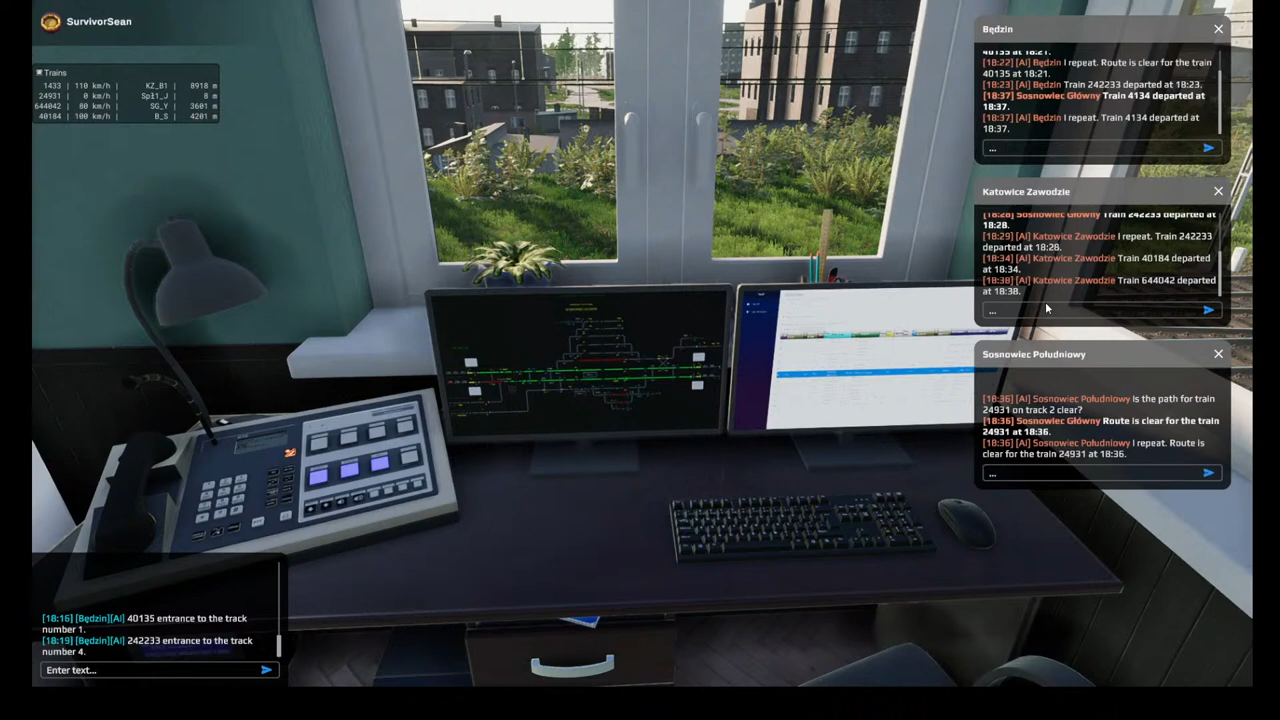 SurvivorSean
Trains
1433 | 110 km/h | KZ_B1 | 8918 m
24931 | 0 km/h | Spł1_J | 8 m
644042 | 80 km/h | SG_Y | 3601 m
40184 | 100 km/h | B_S | 4201 m
Będzin
40135 at 18:21.
[18:22] [AI] Będzin I repeat. Route is clear for the train
40135 at 18:21.
[18:23] [AI] Będzin Train 242233 departed at 18:23.
[18:37] Sosnowiec Główny Train 4134 departed at
18:37.
[18:37] [AI] Będzin I repeat. Train 4134 departed at
18:37.
...
Katowice Zawodzie
[18:28] Sosnowiec Główny Train 242233 departed at
18:28.
[18:29] [AI] Katowice Zawodzie I repeat. Train 242233
departed at 18:28.
[18:34] [AI] Katowice Zawodzie Train 40184 departed
at 18:34.
[18:38] [AI] Katowice Zawodzie Train 644042 departed
at 18:38.
...
Sosnowiec Południowy
[18:36] [AI] Sosnowiec Południowy Is the path for train
24931 on track 2 clear?
[18:36] Sosnowiec Główny Route is clear for the train
24931 at 18:36.
[18:36] [AI] Sosnowiec Południowy I repeat. Route is
clear for the train 24931 at 18:36.
...
[18:16] [Będzin][AI] 40135 entrance to the track
number 1.
[18:19] [Będzin][AI] 242233 entrance to the track
number 4.
Enter text...